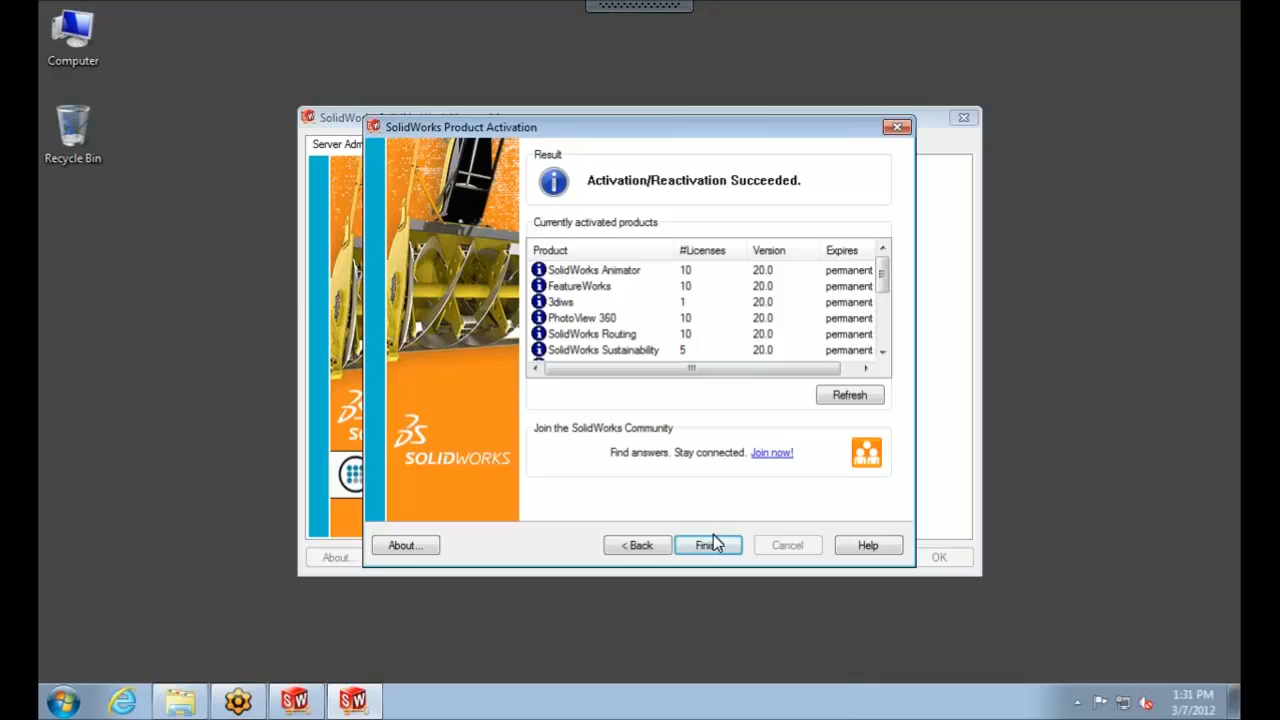 Computer
Recycle Bin
SolidWo
Server Adm
SolidWorks Product Activation
Result
Activation/Reactivation Succeeded.
Currently activated products
Product #Licenses Version Expires
SolidWorks Animator 10 20.0 permanent
FeatureWorks 10 20.0 permanent
3diws 1 20.0 permanent
PhotoView 360 10 20.0 permanent
SolidWorks Routing 10 20.0 permanent
SolidWorks Sustainability 5 20.0 permanent
Refresh
Join the SolidWorks Community
Find answers. Stay connected. Join now!
SOLIDWORKS
S
About... < Back Fini Cancel Help
About... OK
SW SW
1:31 PM
3/7/2012